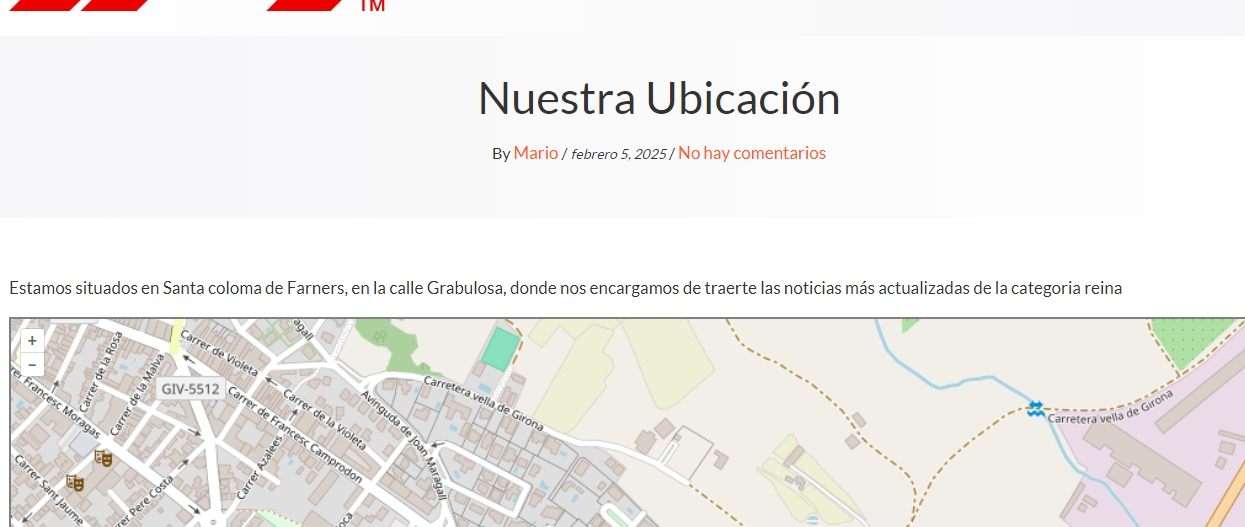 TM
Nuestra Ubicación
By Mario / febrero 5, 2025 / No hay comentarios
Estamos situados en Santa coloma de Farners, en la calle Grabulosa, donde nos encargamos de traerte las noticias más actualizadas de la categoria reina
+
−
Carrer de la Rosa
Carrer de la Malva
Carrer de Violeta
GIV-5512
Francesc Moragas
Carrer de la Violeta
Carrer de Francesc Camprodon
Avinguda de Joan Maragall
Carretera vella de Girona
Carretera vella de Girona
Carrer Azalees
Carrer Sant Jaume
Pere Costa